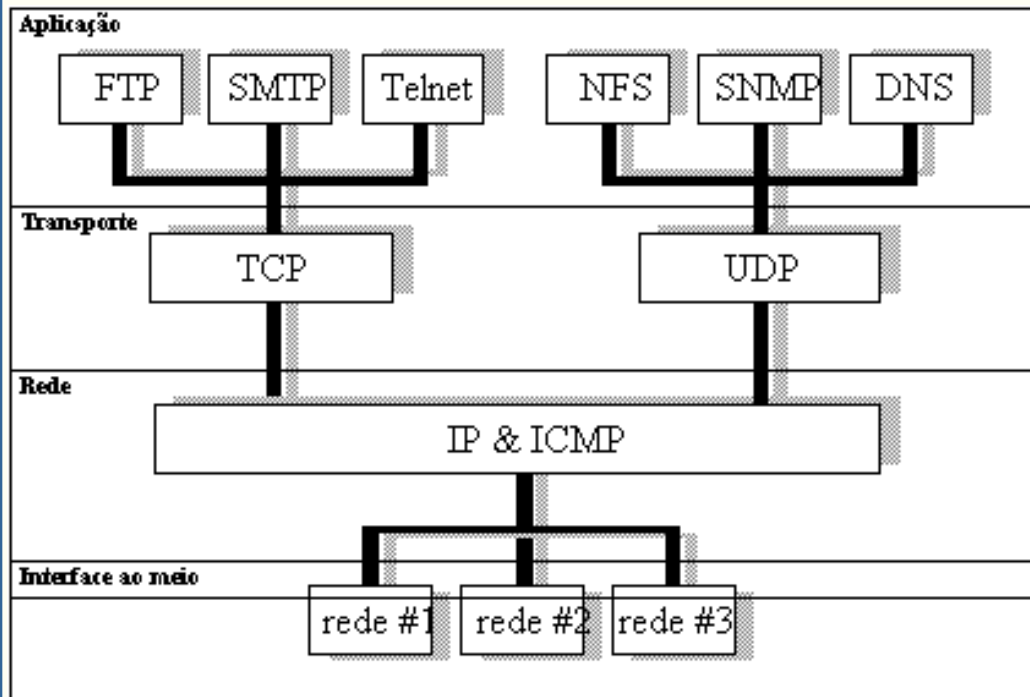 Aplicação
FTP SMTP Telnet NFS SNMP DNS
Transporte
TCP UDP
Rede
IP & ICMP
Interface ao meio
rede #1 rede #2 rede #3